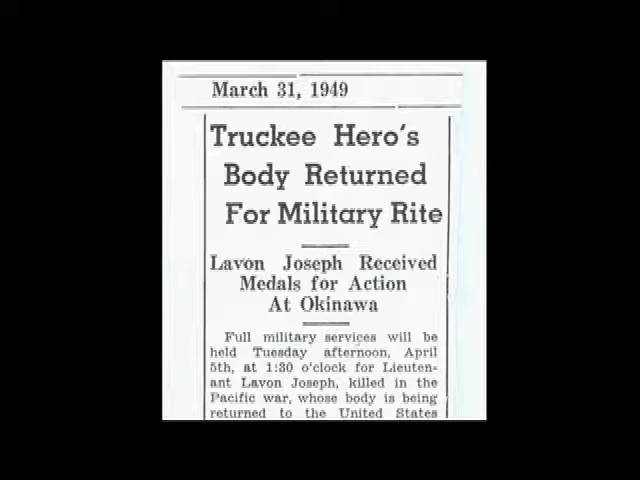 March 31, 1949
Truckee Hero's
Body Returned
For Military Rite
Lavon Joseph Received
Medals for Action
At Okinawa
Full military services will be
held Tuesday afternoon, April
5th, at 1:30 o'clock for Lieuten-
ant Lavon Joseph, killed in the
Pacific war, whose body is being
returned to the United States